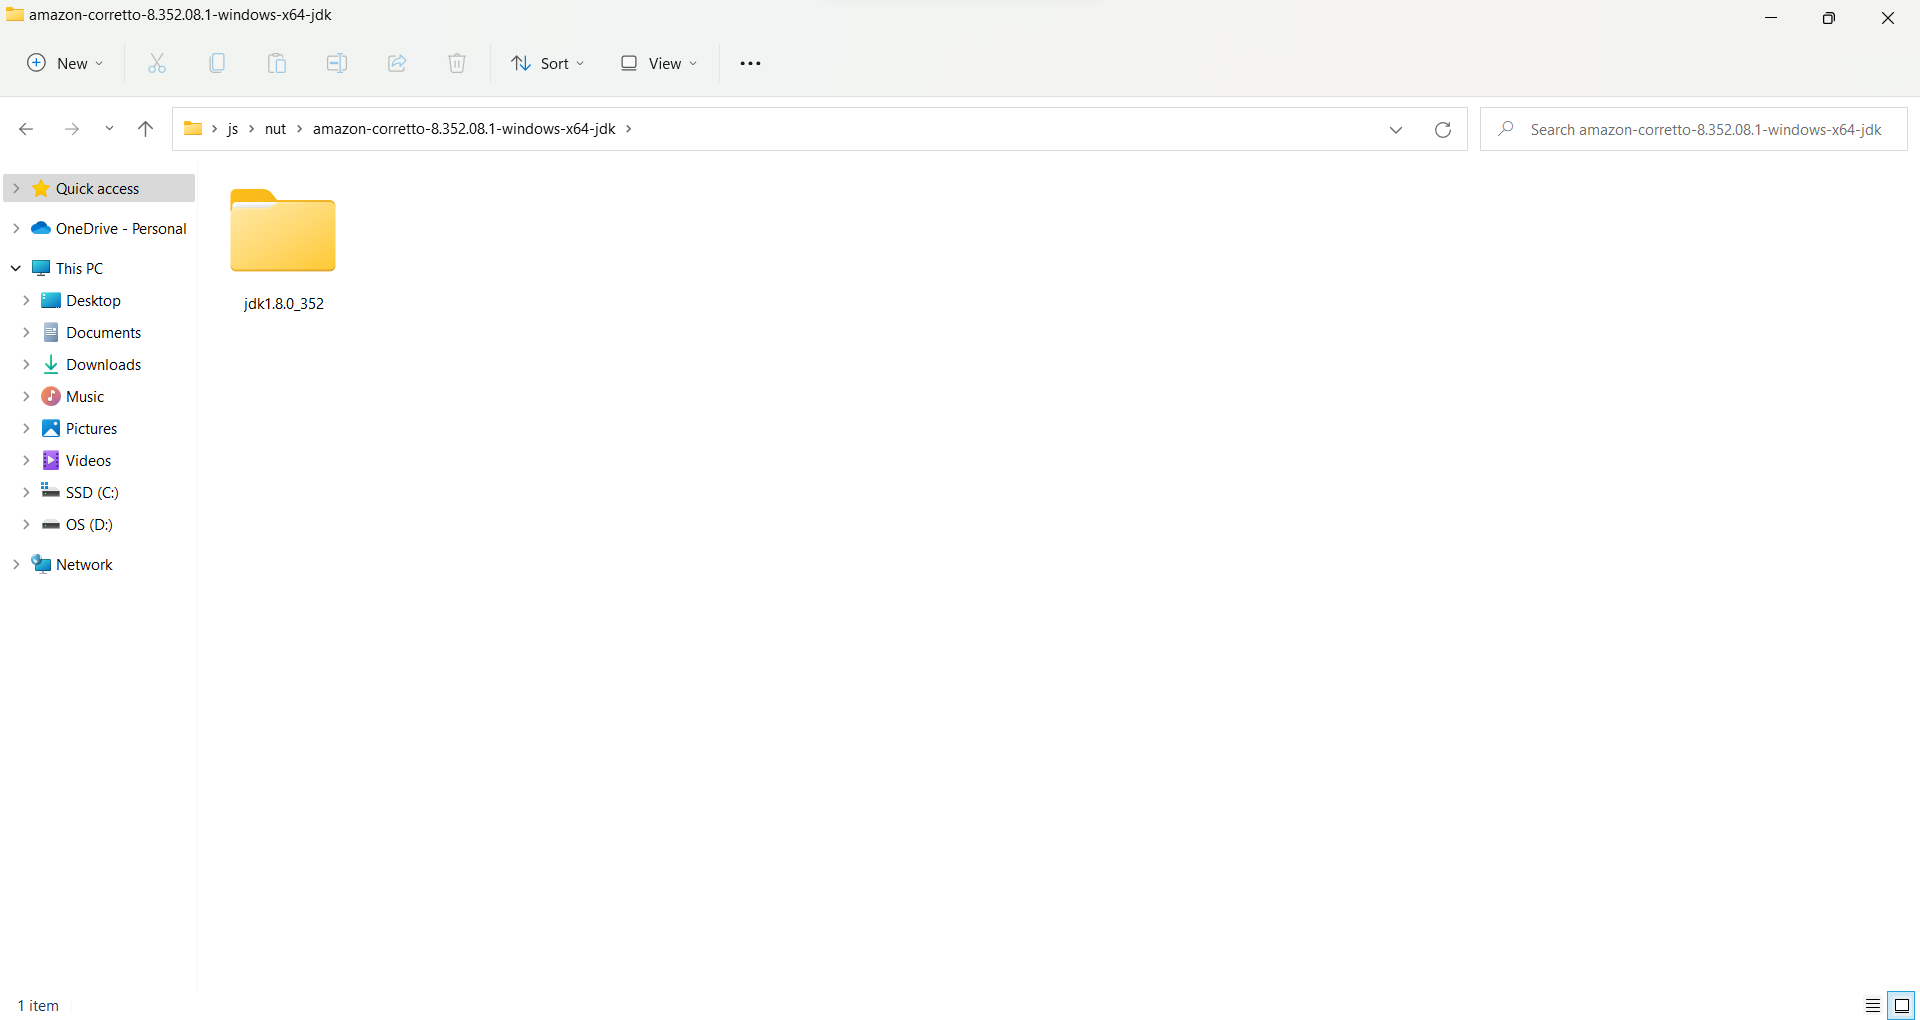 amazon-corretto-8.352.08.1-windows-x64-jdk
New
Sort
View
js > nut > amazon-corretto-8.352.08.1-windows-x64-jdk >
Search amazon-corretto-8.352.08.1-windows-x64-jdk
Quick access
OneDrive - Personal
This PC
Desktop
Documents
Downloads
Music
Pictures
Videos
SSD (C:)
OS (D:)
Network
jdk1.8.0_352
1 item